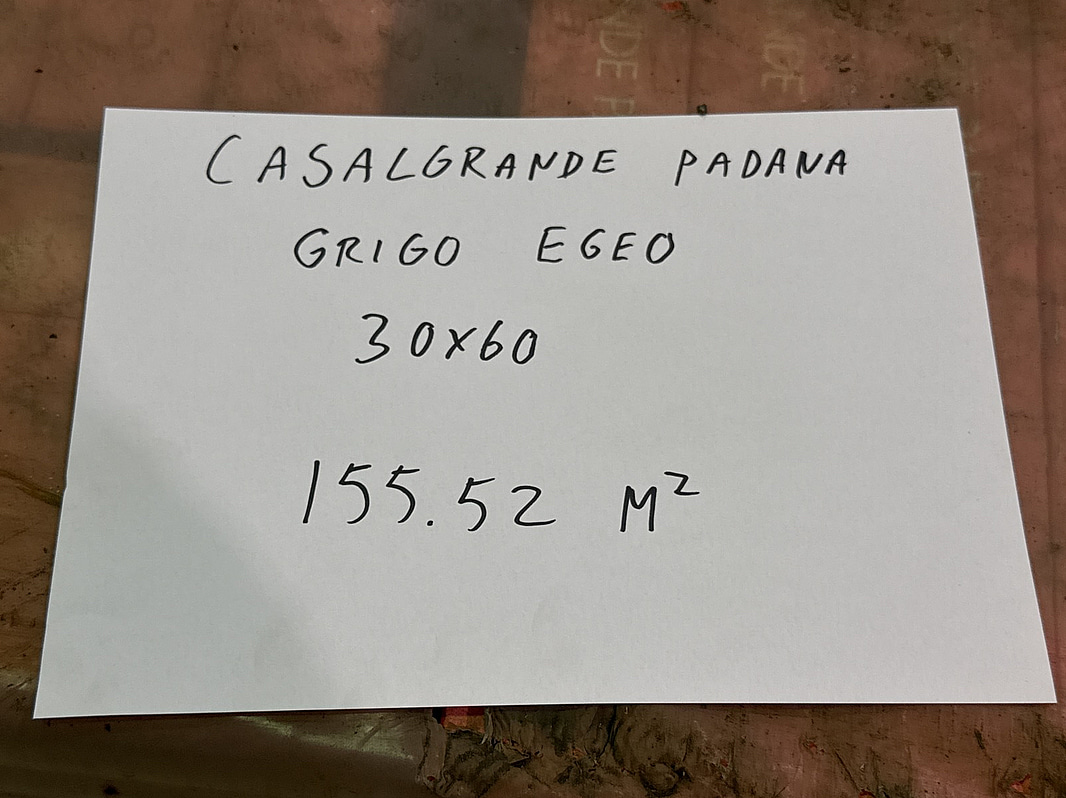 CASALGRANDE PADANA
GRIGO EGEO
30x60
155.52 M²